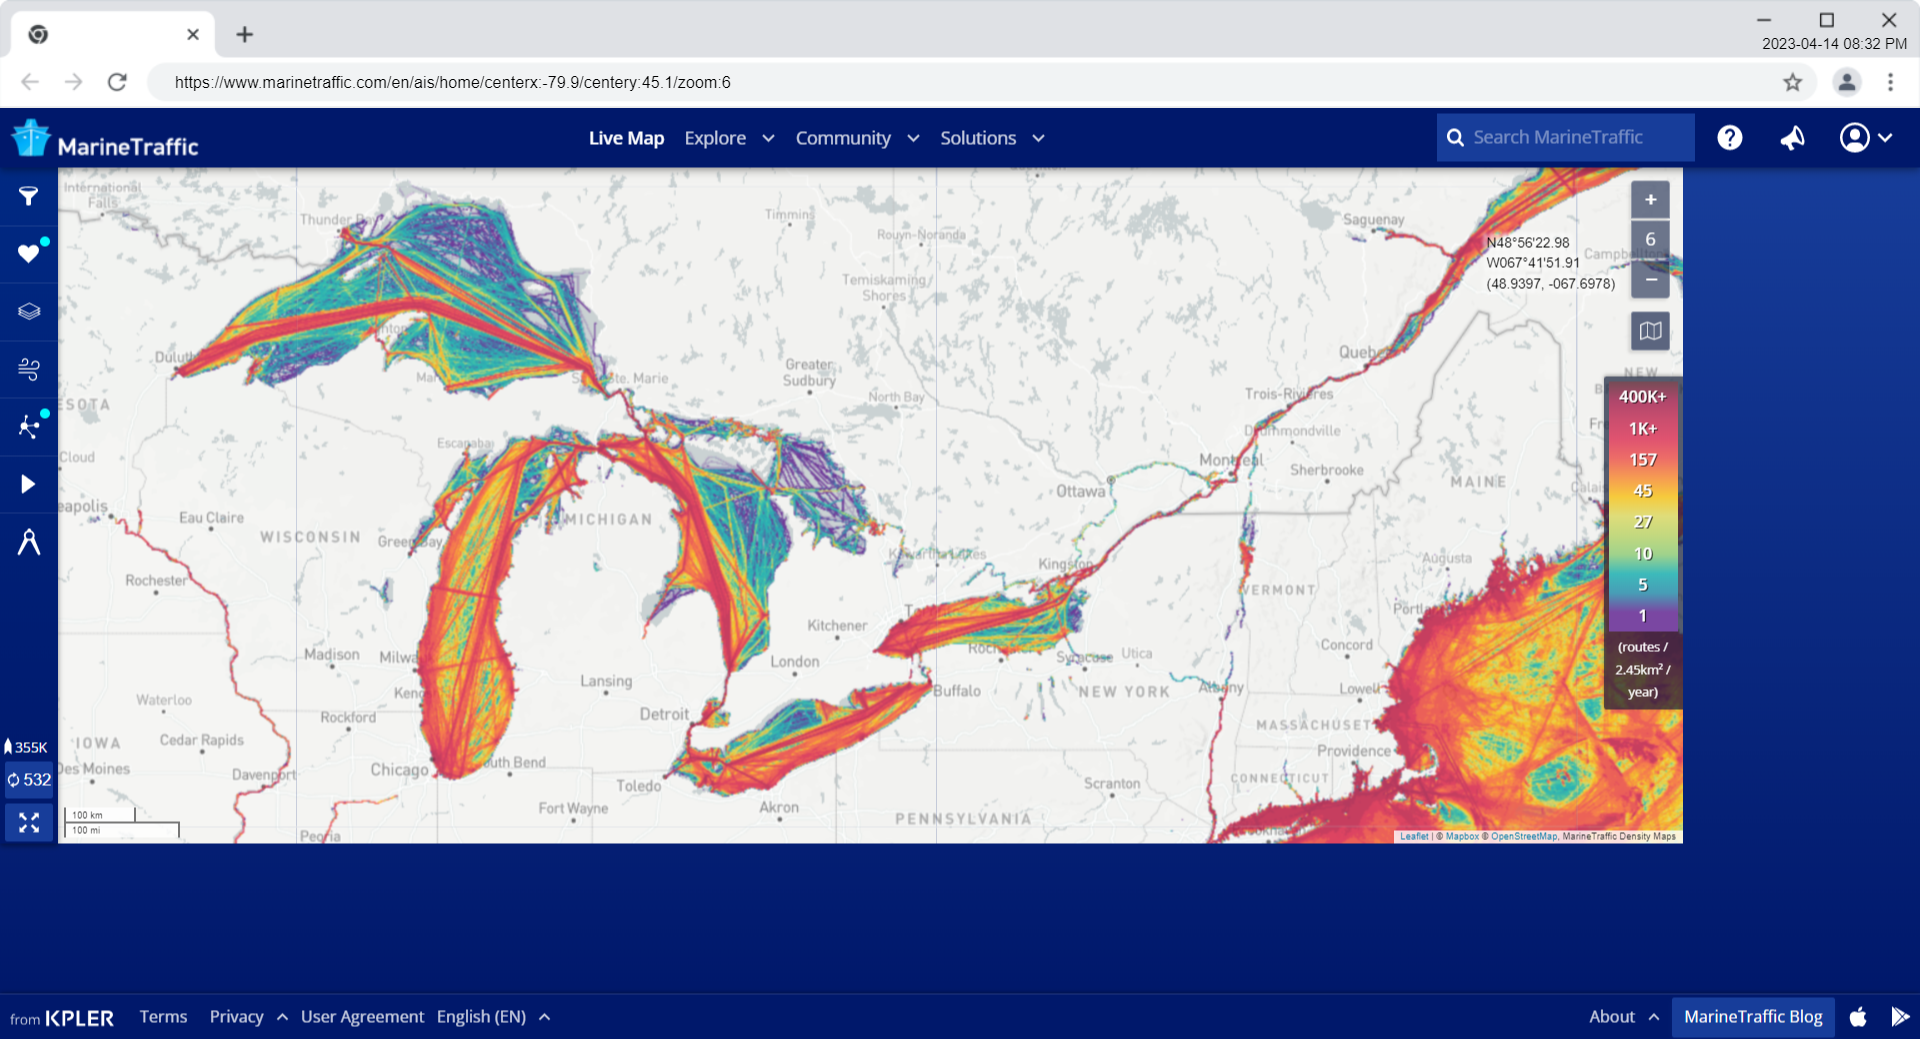 2023-04-14 08:32 PM
https://www.marinetraffic.com/en/ais/home/centerx:-79.9/centery:45.1/zoom:6
MarineTraffic
Live Map
Explore
Community
Solutions
Search MarineTraffic
International
Falls
Thunder Bay
Timmins
Rouyn-Noranda
Saguenay
+
6
−
N48°56'22.98
W067°41'51.91
(48.9397, -067.6978)
Temiskaming/
Shores
Duluth
Greater
Sudbury
North Bay
Ste. Marie
Quebec
Trois-Rivières
Drummondville
NEW
ESOTA
400K+
1K+
157
45
27
10
5
1
(routes /
2.45km² /
year)
Cloud
Escanaba
Montreal
Sherbrooke
Ottawa
MAINE
eapolis
Eau Claire
WISCONSIN
Green Bay
MICHIGAN
Kawartha Lakes
Kingston
Augusta
Rochester
VERMONT
Kitchener
Concord
Madison
London
Syracuse
Utica
Lansing
Buffalo
NEW YORK
Albany
Lowell
Waterloo
Rockford
Detroit
MASSACHUSET
IOWA
Cedar Rapids
Providence
Des Moines
Davenport
Chicago
outh Bend
Toledo
Scranton
CONNECTICUT
Fort Wayne
Akron
PENNSYLVANIA
Peoria
355K
532
100 km
100 mi
Leaflet | © Mapbox © OpenStreetMap, MarineTraffic Density Maps
from KPLER
Terms
Privacy
User Agreement
English (EN)
About
MarineTraffic Blog